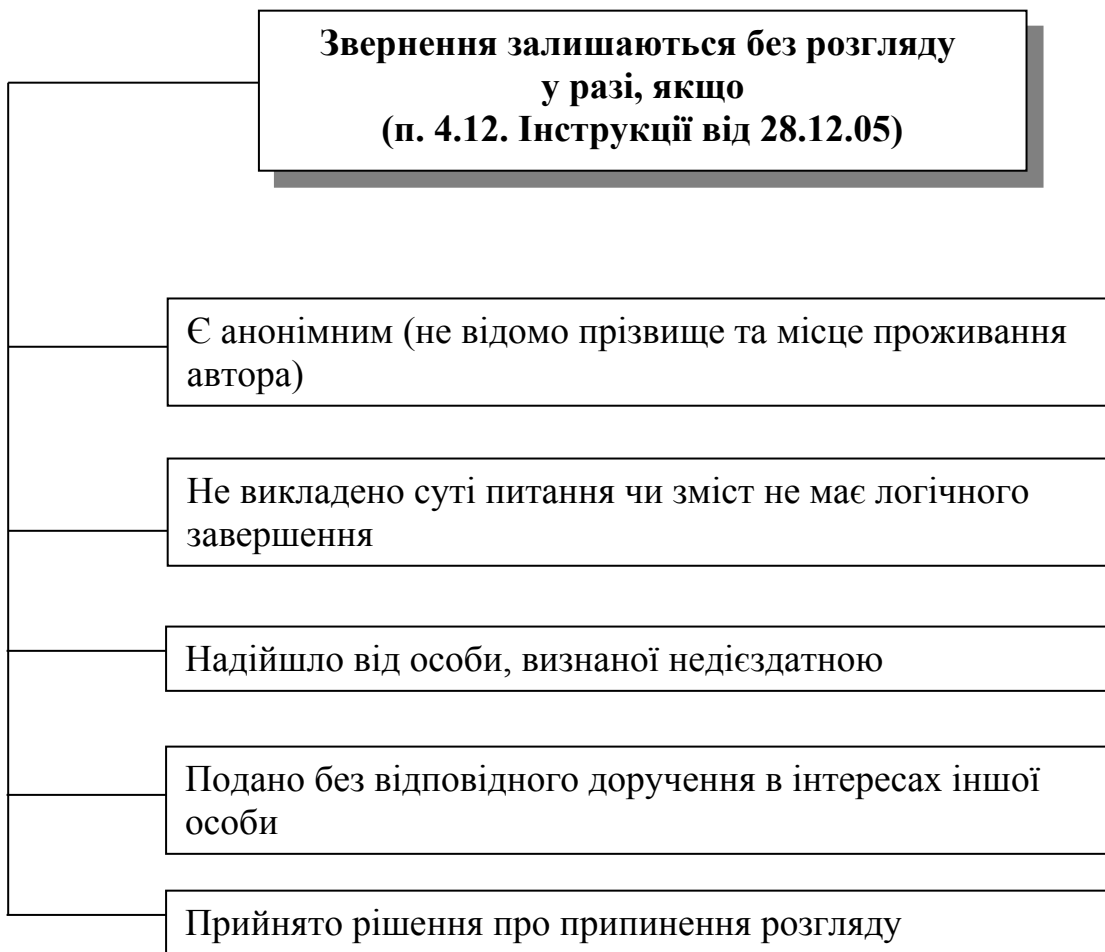 Звернення залишаються без розгляду
у разі, якщо
(п. 4.12. Інструкції від 28.12.05)
Є анонімним (не відомо прізвище та місце проживання
автора)
Не викладено суті питання чи зміст не має логічного
завершення
Надійшло від особи, визнаної недієздатною
Подано без відповідного доручення в інтересах іншої
особи
Прийнято рішення про припинення розгляду